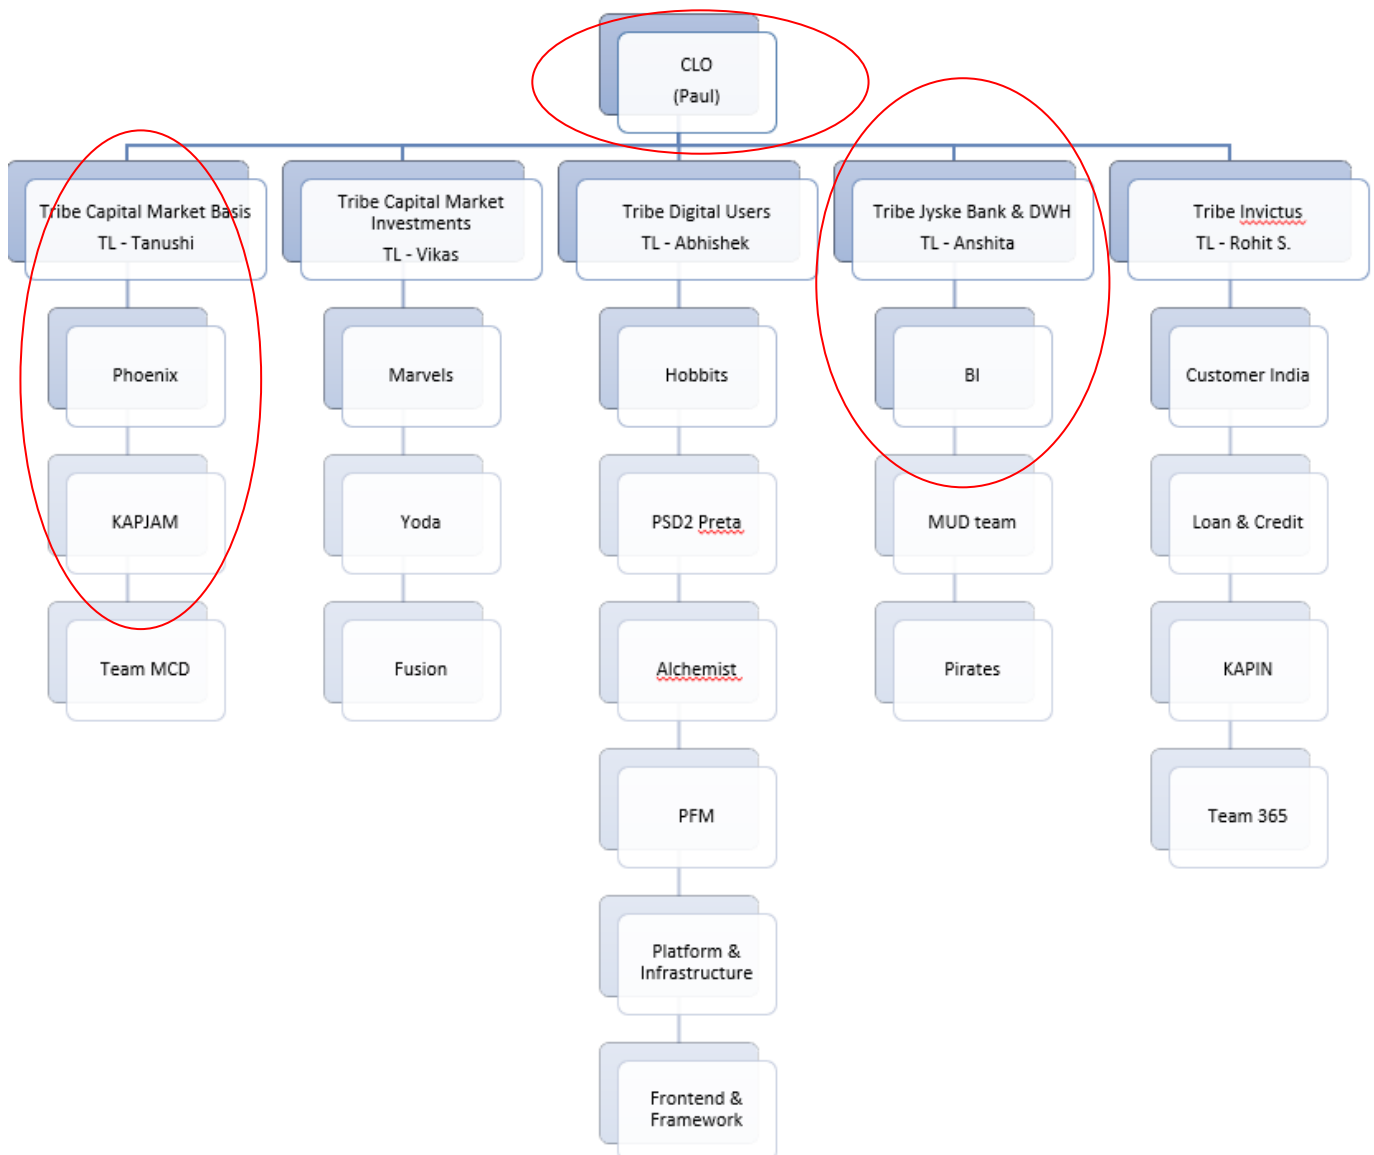 CLO
(Paul)
Tribe Capital Market Basis
TL - Tanushi
Tribe Capital Market
Investments
TL - Vikas
Tribe Digital Users
TL - Abhishek
Tribe Jyske Bank & DWH
TL - Anshita
Tribe Invictus
TL - Rohit S.
Phoenix
Marvels
Hobbits
BI
Customer India
KAPJAM
Yoda
PSD2 Preta
MUD team
Loan & Credit
Team MCD
Fusion
Alchemist
Pirates
KAPIN
PFM
Team 365
Platform &
Infrastructure
Frontend &
Framework